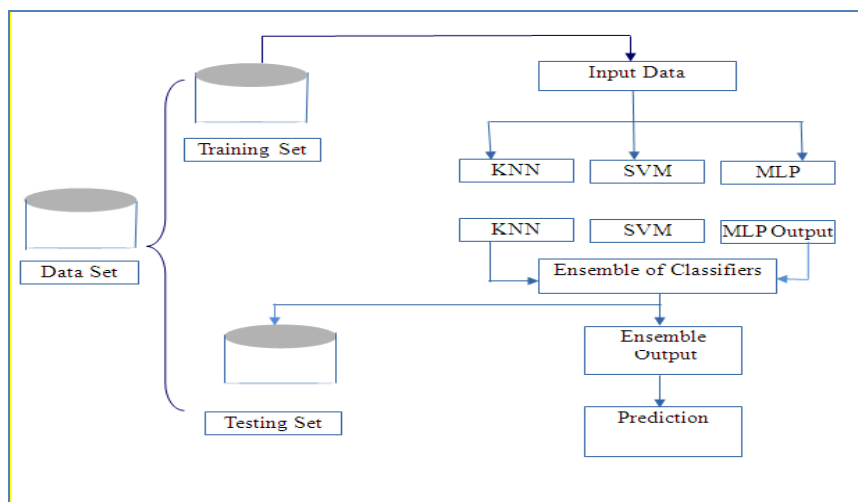 Input Data
Training Set
KNN
SVM
MLP
Data Set
KNN
SVM
MLP Output
Ensemble of Classifiers
Testing Set
Ensemble
Output
Prediction